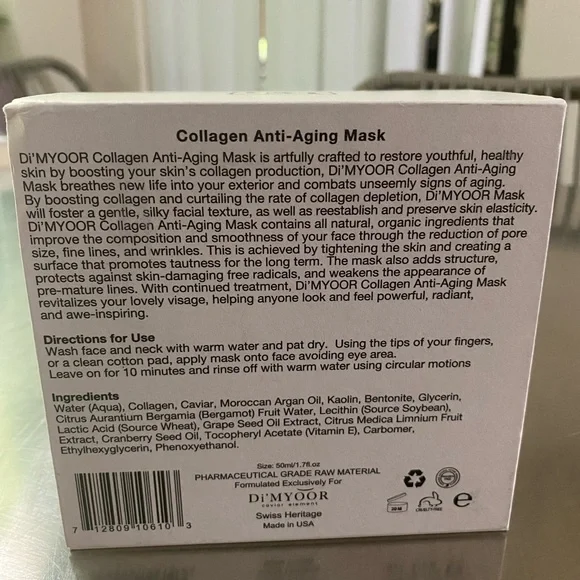 Collagen Anti-Aging Mask
Di'MYOOR Collagen Anti-Aging Mask is artfully crafted to restore youthful, healthy
skin by boosting your skin's collagen production, Di'MYOOR Collagen Anti-Aging
Mask breathes new life into your exterior and combats unseemly signs of aging.
By boosting collagen and curtailing the rate of collagen depletion, Di'MYOOR Mask
will foster a gentle, silky facial texture, as well as reestablish and preserve skin elasticity.
Di'MYOOR Collagen Anti-Aging Mask contains all natural, organic ingredients that
improve the composition and smoothness of your face through the reduction of pore
size, fine lines, and wrinkles. This is achieved by tightening the skin and creating a
surface that promotes tautness for the long term. The mask also adds structure,
protects against skin-damaging free radicals, and weakens the appearance of
pre-mature lines. With continued treatment, Di'MYOOR Collagen Anti-Aging Mask
revitalizes your lovely visage, helping anyone look and feel powerful, radiant,
and awe-inspiring.
Directions for Use
Wash face and neck with warm water and pat dry. Using the tips of your fingers,
or a clean cotton pad, apply mask onto face avoiding eye area.
Leave on for 10 minutes and rinse off with warm water using circular motions
Ingredients
Water (Aqua), Collagen, Caviar, Moroccan Argan Oil, Kaolin, Bentonite, Glycerin,
Citrus Aurantium Bergamia (Bergamot) Fruit Water, Lecithin (Source Soybean),
Lactic Acid (Source Wheat), Grape Seed Oil Extract, Citrus Medica Limnium Fruit
Extract, Cranberry Seed Oil, Tocopheryl Acetate (Vitamin E), Carbomer,
Ethylhexyglycerin, Phenoxyethanol.
Size: 50ml/1.7fl.oz
PHARMACEUTICAL GRADE RAW MATERIAL
Formulated Exclusively For
Di'MYOOR
caviar element
Swiss Heritage
Made in USA
7 12809 10610 3
CRUELTY-FREE
e